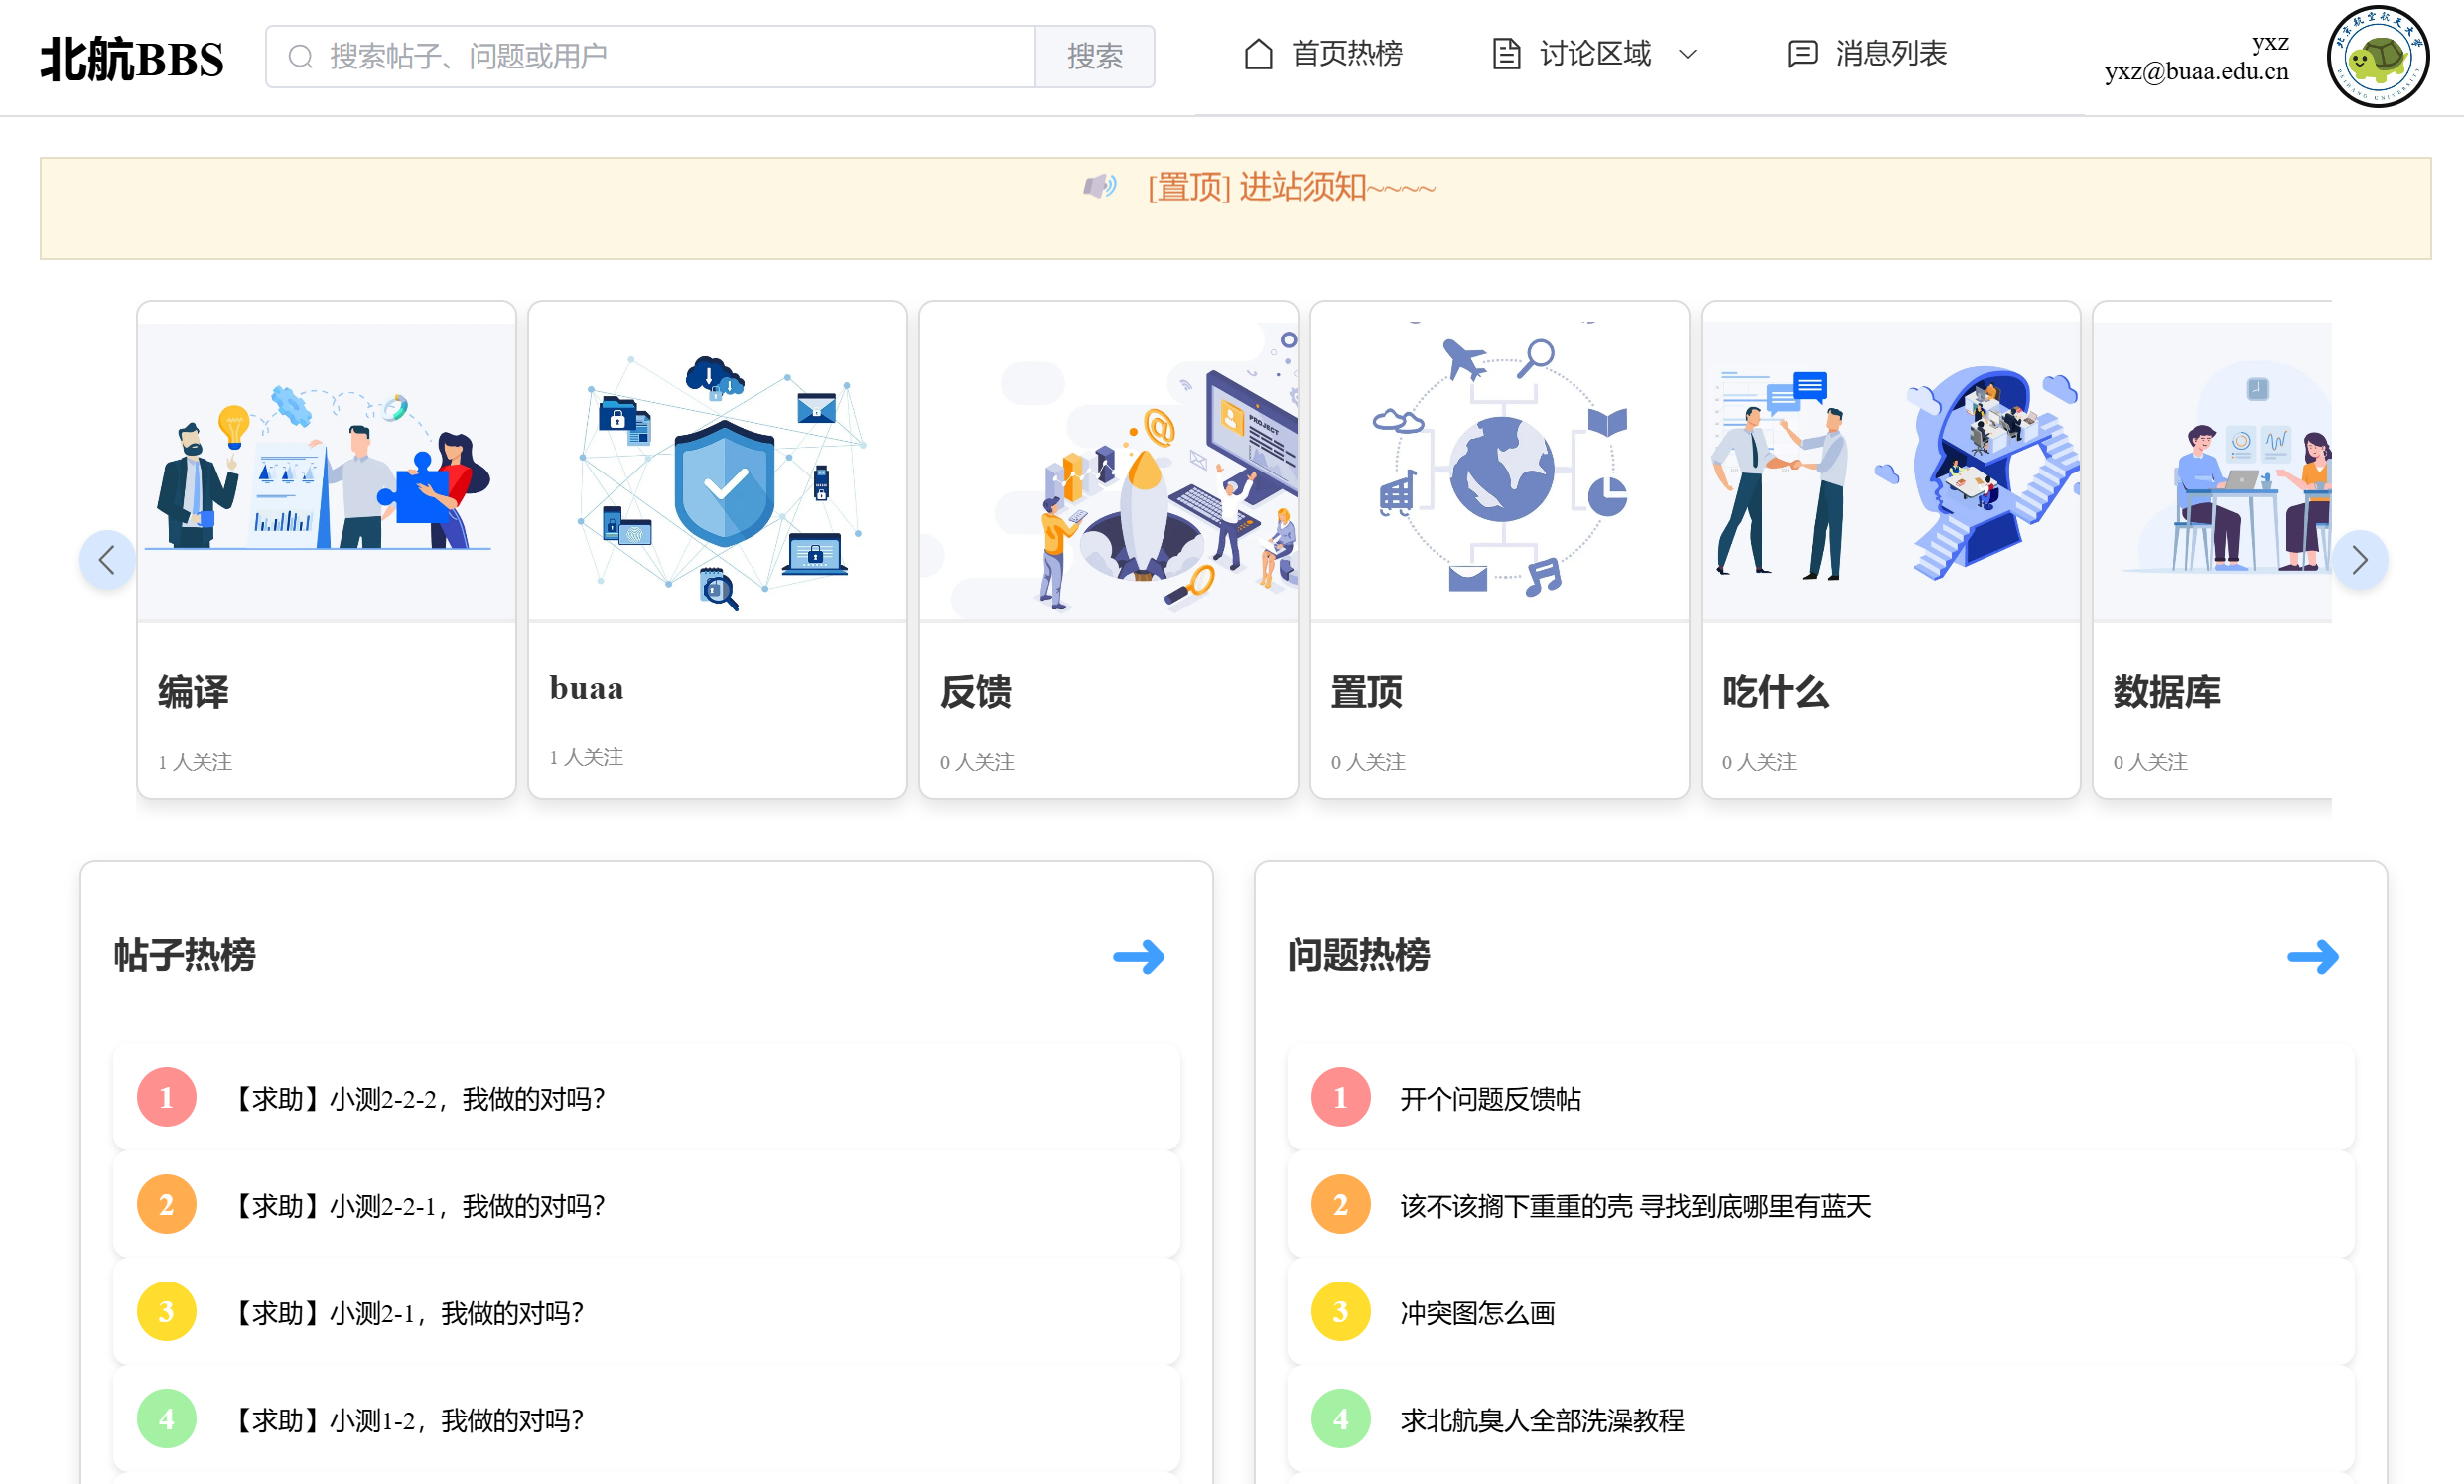 北航BBS
搜索帖子、问题或用户
搜索
首页热榜
讨论区域
消息列表
yxz
yxz@buaa.edu.cn
[置顶] 进站须知~~~~
PROJECT
编译
1 人关注
buaa
1 人关注
反馈
0 人关注
置顶
0 人关注
吃什么
0 人关注
数据库
0 人关注
帖子热榜
1 【求助】小测2-2-2，我做的对吗？
2 【求助】小测2-2-1，我做的对吗？
3 【求助】小测2-1，我做的对吗？
4 【求助】小测1-2，我做的对吗？
问题热榜
1 开个问题反馈帖
2 该不该搁下重重的壳 寻找到底哪里有蓝天
3 冲突图怎么画
4 求北航臭人全部洗澡教程